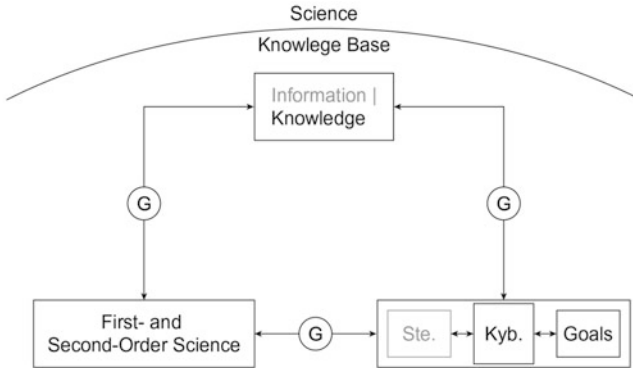 Science
Knowlege Base
Information |
Knowledge
G
G
First- and
Second-Order Science
G
Ste.
Kyb.
Goals